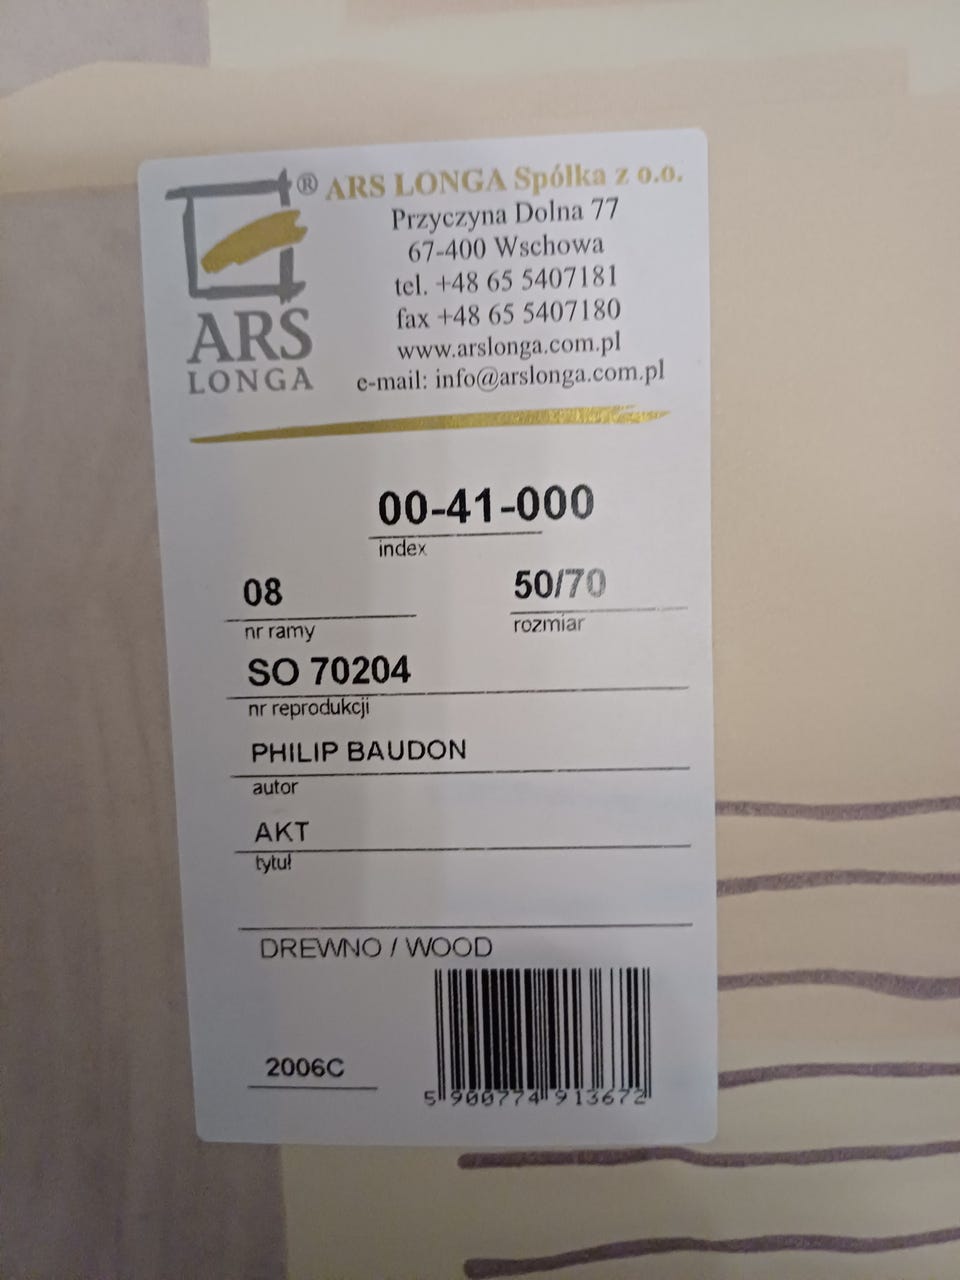 ® ARS LONGA Spółka z o.o.
Przyczyna Dolna 77
67-400 Wschowa
tel. +48 65 5407181
fax +48 65 5407180
www.arslonga.com.pl
e-mail: info@arslonga.com.pl
ARS
LONGA
00-41-000
index
08 50/70
nr ramy rozmiar
SO 70204
nr reprodukcji
PHILIP BAUDON
autor
AKT
tytuł
DREWNO / WOOD
2006C
5 900774 913672